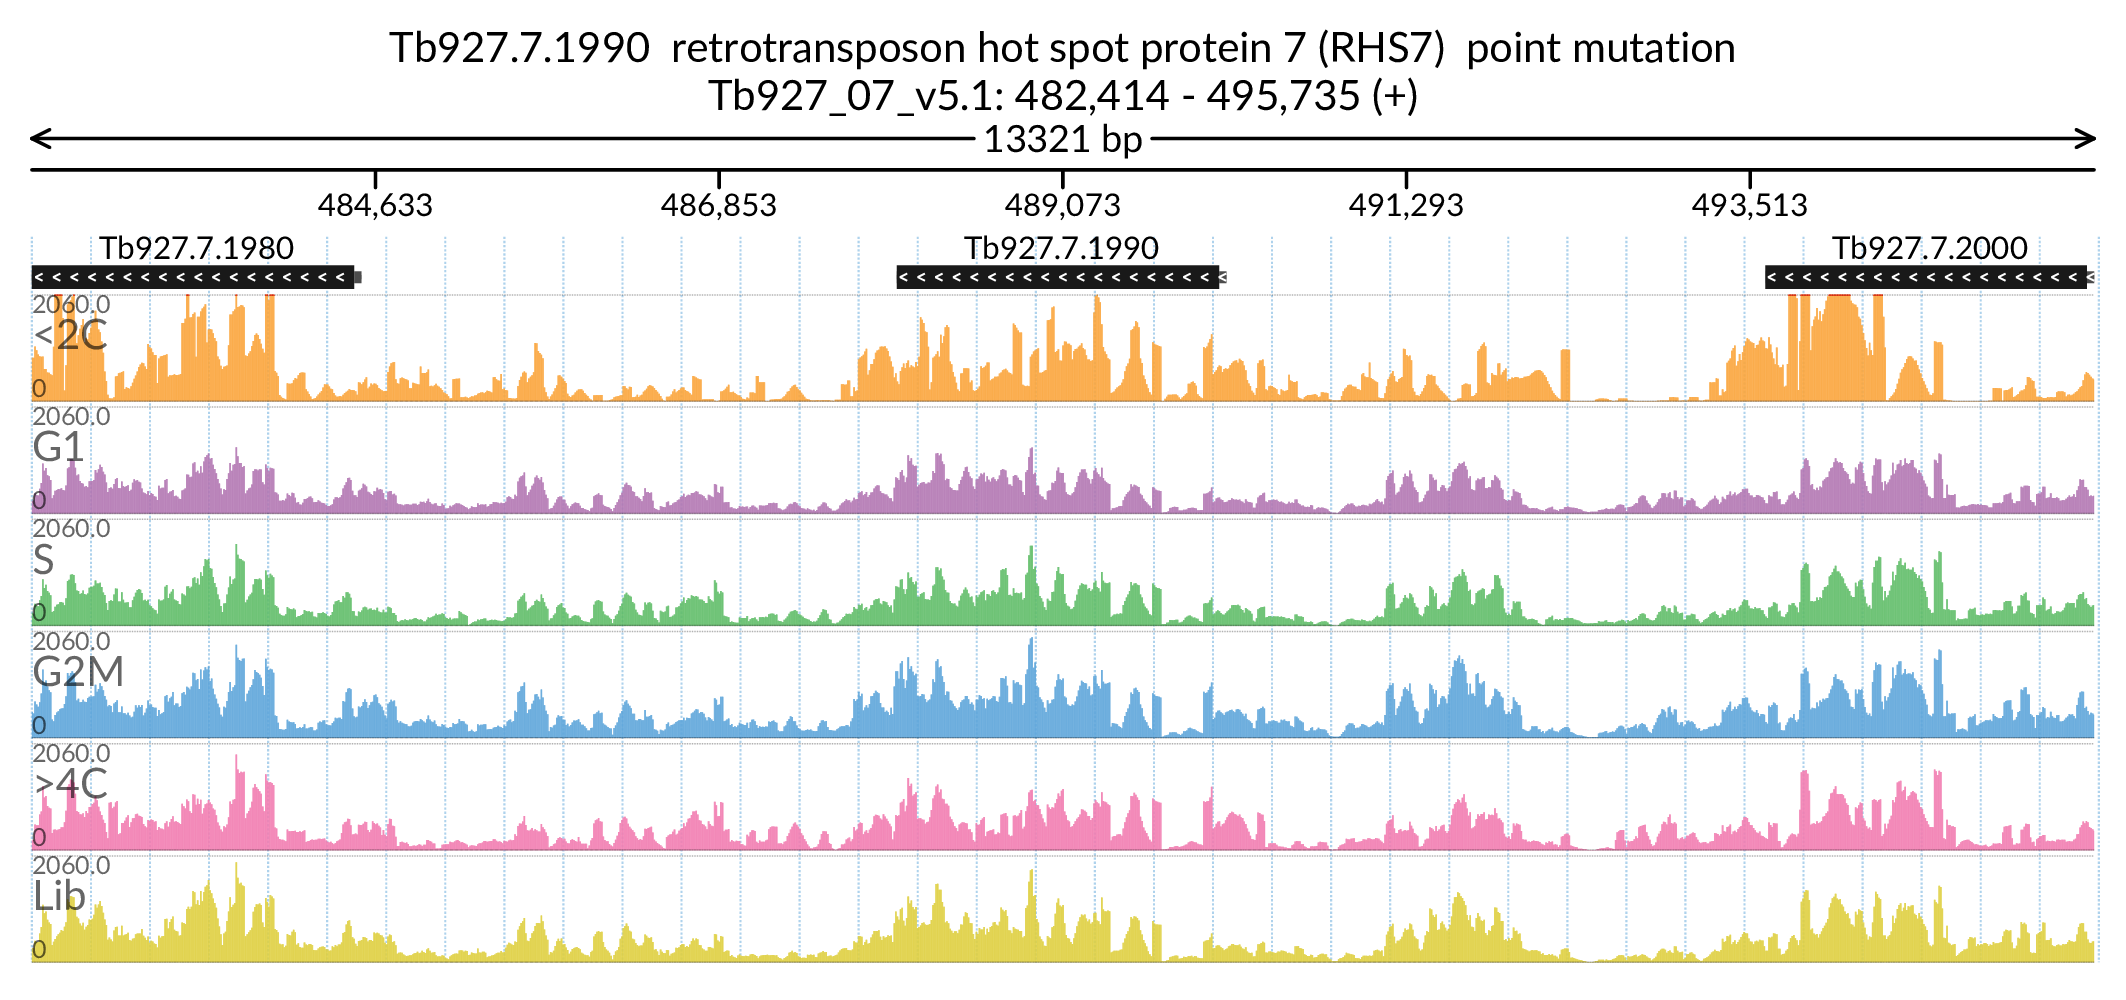 Tb927.7.1990 retrotransposon hot spot protein 7 (RHS7) point mutation
Tb927_07_v5.1: 482,414 - 495,735 (+)
13321 bp
484,633 486,853 489,073 491,293 493,513
Tb927.7.1980 Tb927.7.1990 Tb927.7.2000
2060.0
<2C
0
2060.0
G1
0
2060.0
S
0
2060.0
G2M
0
2060.0
>4C
0
2060.0
Lib
0